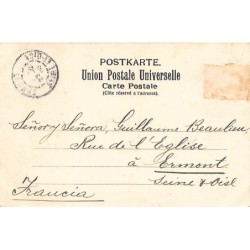 POSTKARTE.
Union Postale Universelle
Carte Postale
(Côté réservé à l'adresse).
Señor y Señora, Guillaume Beaulieu,
Rue de l'Eglise
à Ermont
Seine & Oise
Francia